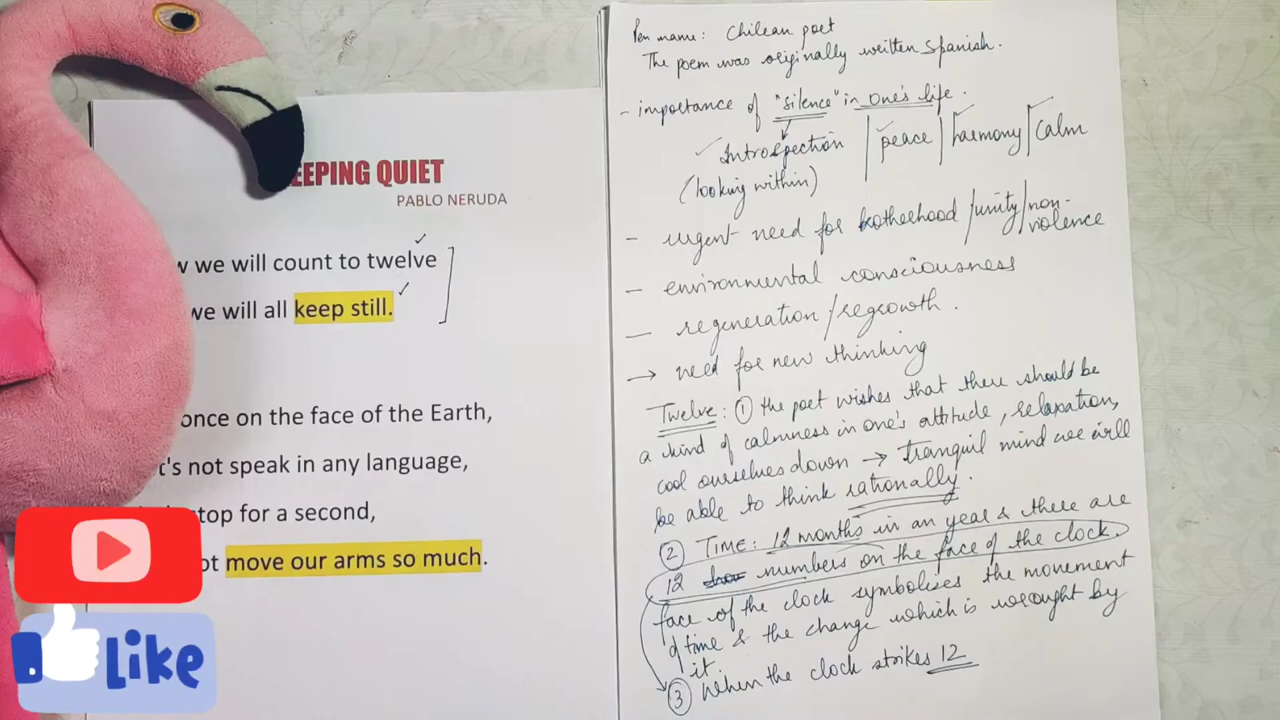 EEPING QUIET
PABLO NERUDA
w we will count to twelve
we will all keep still.
once on the face of the Earth,
t's not speak in any language,
stop for a second,
ot move our arms so much.
Like
Pen name: Chilean poet
The poem was originally written Spanish.
- importance of "silence" in one's life.
Introspection | peace | harmony | calm
(looking within)
- urgent need for brotherhood /unity/non-
violence
- environmental consciousness
- regeneration/regrowth.
→ need for new thinking
Twelve: ① the poet wishes that there should be
a kind of calmness in one's attitude, relaxation,
cool ourselves down → tranquil mind we will
be able to think rationally.
② TIME: 12 months in an year & there are
12 numbers on the face of the clock.
face of the clock symbolises the movement
of time & the change which is wrought by
it.
③ When the clock strikes 12